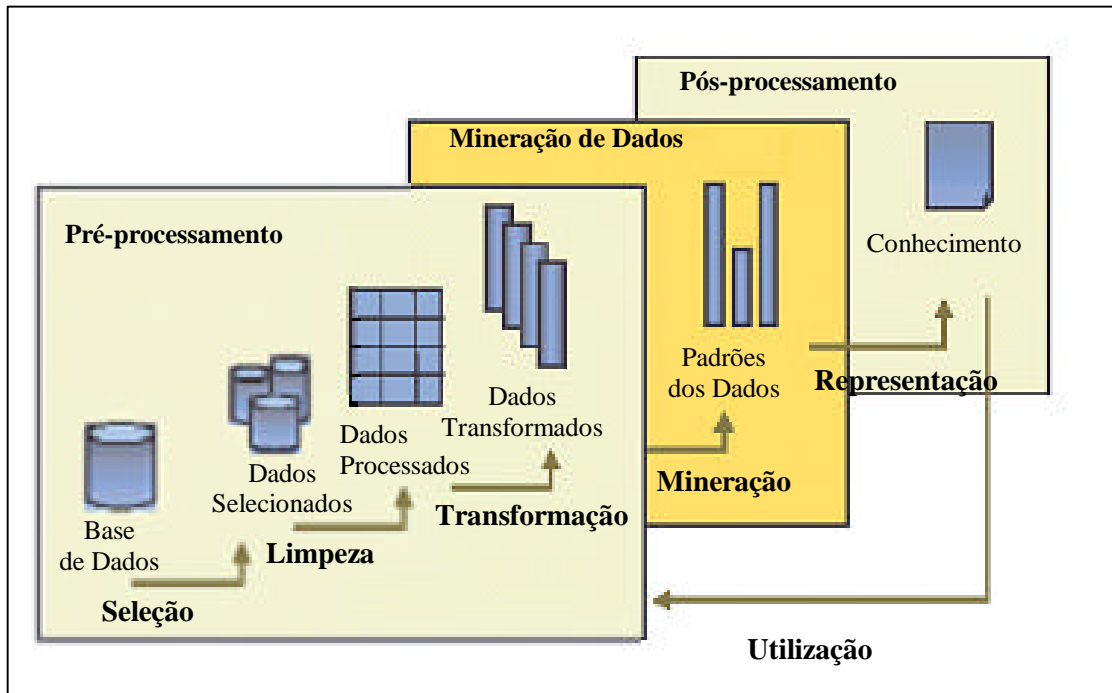 Pós-processamento
Conhecimento
Mineração de Dados
Padrões
dos Dados
Representação
Mineração
Pré-processamento
Dados
Transformados
Dados
Processados
Transformação
Dados
Selecionados
Limpeza
Base
de Dados
Seleção
Utilização